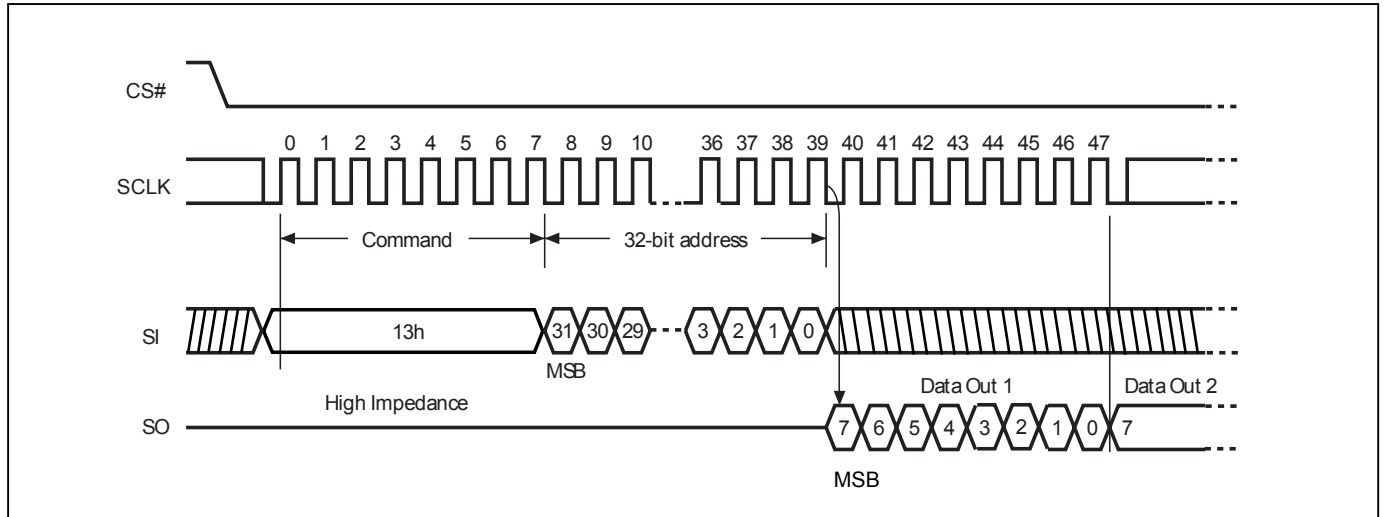 CS#
0 1 2 3 4 5 6 7 8 9 10 36 37 38 39 40 41 42 43 44 45 46 47
SCLK
Command 32-bit address
SI 13h 31 30 29 3 2 1 0
MSB
High Impedance Data Out 1 Data Out 2
SO 7 6 5 4 3 2 1 0 7
MSB